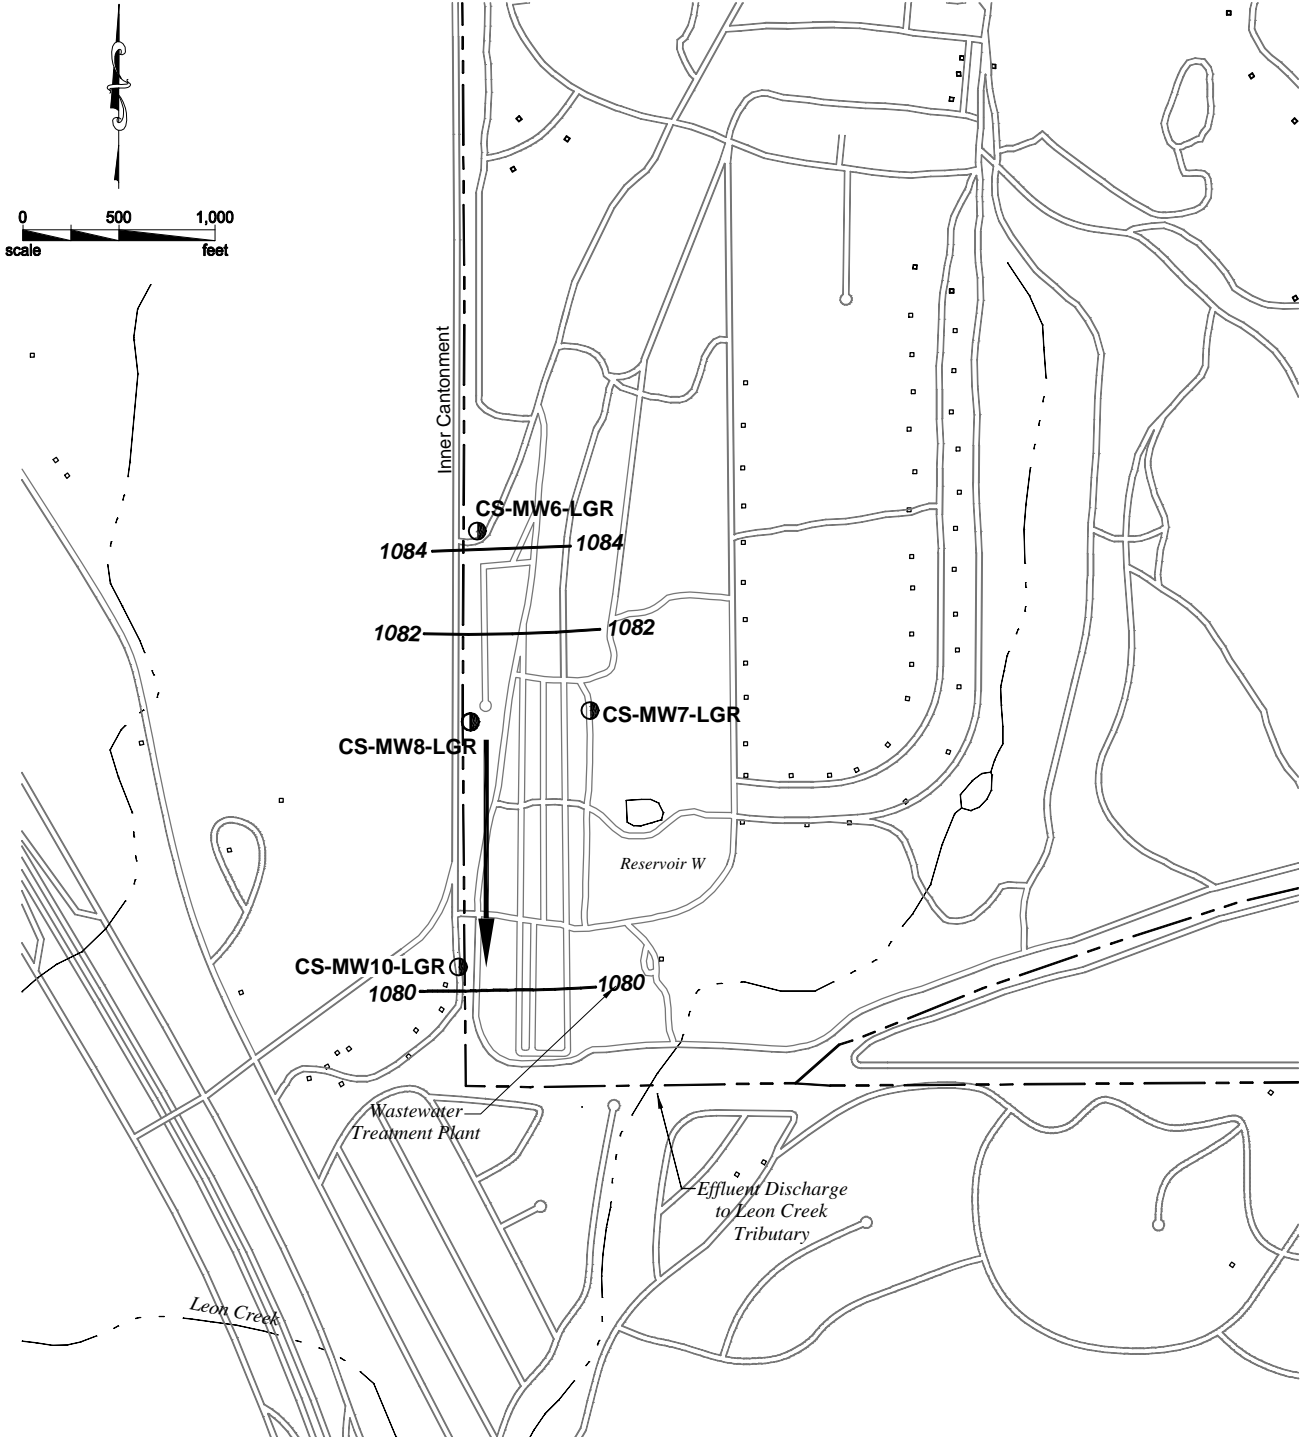 0 500 1,000
scale feet
Inner Cantonment
CS-MW6-LGR
1084 1084
1082 1082
CS-MW7-LGR
CS-MW8-LGR
Reservoir W
CS-MW10-LGR
1080 1080
Wastewater
Treatment Plant
Effluent Discharge
to Leon Creek
Tributary
Leon Creek